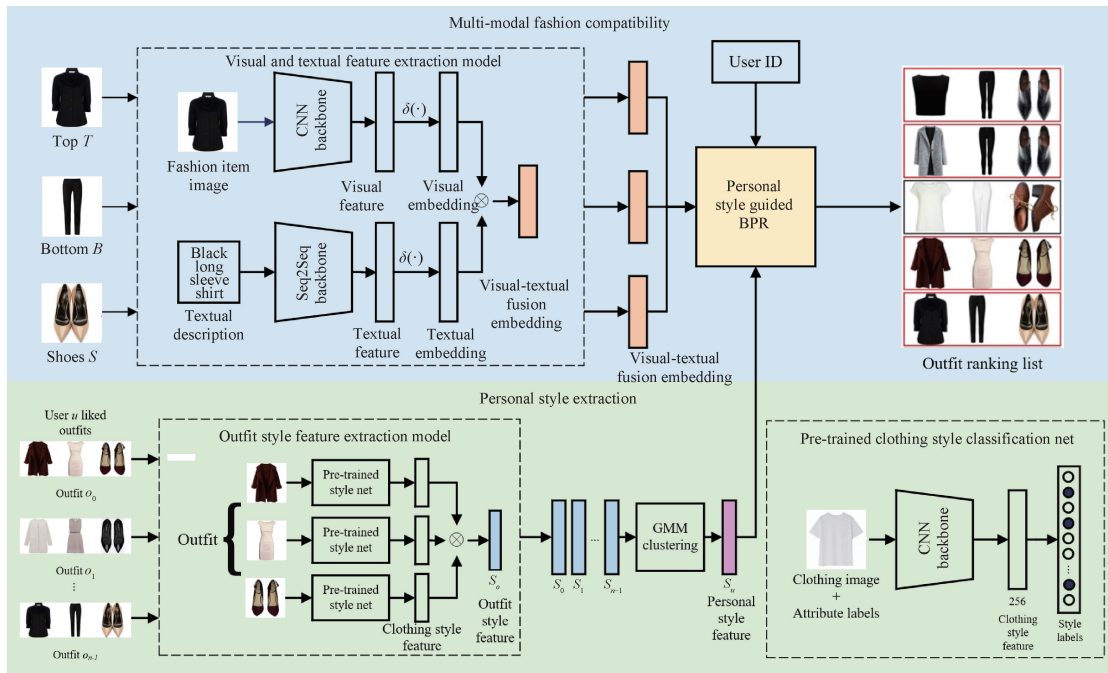 Multi-modal fashion compatibility
Visual and textual feature extraction model
Top T
Bottom B
Shoes S
Fashion item
image
CNN
backbone
δ(·)
Visual
feature
Visual
embedding
⊗
Black
long
sleeve
shirt
Textual
description
Seq2Seq
backbone
δ(·)
Textual
feature
Textual
embedding
Visual-textual
fusion
embedding
Visual-textual
fusion embedding
User ID
Personal
style guided
BPR
Outfit ranking list
Personal style extraction
User u liked
outfits
Outfit o0
Outfit o1
⋮
Outfit on-1
Outfit style feature extraction model
Outfit
{
Pre-trained
style net
Pre-trained
style net
Pre-trained
style net
⊗
Clothing style
feature
So
Outfit
style
feature
S0 S1 ... Sn-1
GMM
clustering
Su
Personal
style
feature
Pre-trained clothing style classification net
Clothing image
+
Attribute labels
CNN
backbone
256
Clothing
style
feature
⋮
Style
labels